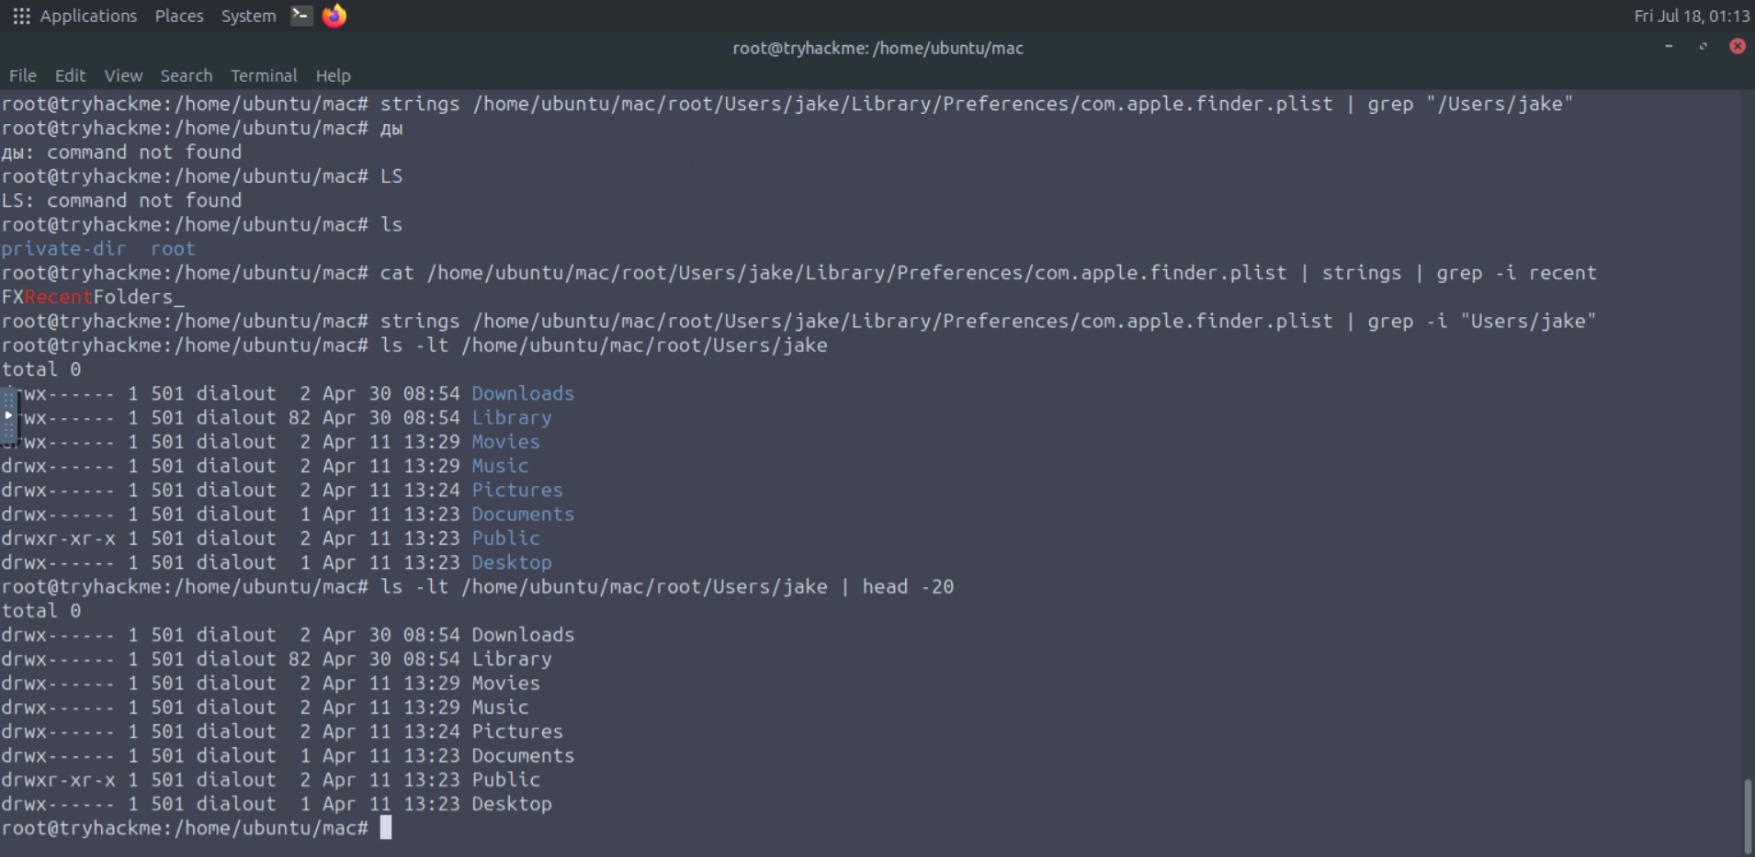 Applications Places System Fri Jul 18, 01:13
root@tryhackme: /home/ubuntu/mac
File Edit View Search Terminal Help
root@tryhackme:/home/ubuntu/mac# strings /home/ubuntu/mac/root/Users/jake/Library/Preferences/com.apple.finder.plist | grep "/Users/jake"
root@tryhackme:/home/ubuntu/mac# ды
ды: command not found
root@tryhackme:/home/ubuntu/mac# LS
LS: command not found
root@tryhackme:/home/ubuntu/mac# ls
private-dir  root
root@tryhackme:/home/ubuntu/mac# cat /home/ubuntu/mac/root/Users/jake/Library/Preferences/com.apple.finder.plist | strings | grep -i recent
FXRecentFolders_
root@tryhackme:/home/ubuntu/mac# strings /home/ubuntu/mac/root/Users/jake/Library/Preferences/com.apple.finder.plist | grep -i "Users/jake"
root@tryhackme:/home/ubuntu/mac# ls -lt /home/ubuntu/mac/root/Users/jake
total 0
drwx------ 1 501 dialout  2 Apr 30 08:54 Downloads
drwx------ 1 501 dialout 82 Apr 30 08:54 Library
drwx------ 1 501 dialout  2 Apr 11 13:29 Movies
drwx------ 1 501 dialout  2 Apr 11 13:29 Music
drwx------ 1 501 dialout  2 Apr 11 13:24 Pictures
drwx------ 1 501 dialout  1 Apr 11 13:23 Documents
drwxr-xr-x 1 501 dialout  2 Apr 11 13:23 Public
drwx------ 1 501 dialout  1 Apr 11 13:23 Desktop
root@tryhackme:/home/ubuntu/mac# ls -lt /home/ubuntu/mac/root/Users/jake | head -20
total 0
drwx------ 1 501 dialout  2 Apr 30 08:54 Downloads
drwx------ 1 501 dialout 82 Apr 30 08:54 Library
drwx------ 1 501 dialout  2 Apr 11 13:29 Movies
drwx------ 1 501 dialout  2 Apr 11 13:29 Music
drwx------ 1 501 dialout  2 Apr 11 13:24 Pictures
drwx------ 1 501 dialout  1 Apr 11 13:23 Documents
drwxr-xr-x 1 501 dialout  2 Apr 11 13:23 Public
drwx------ 1 501 dialout  1 Apr 11 13:23 Desktop
root@tryhackme:/home/ubuntu/mac#